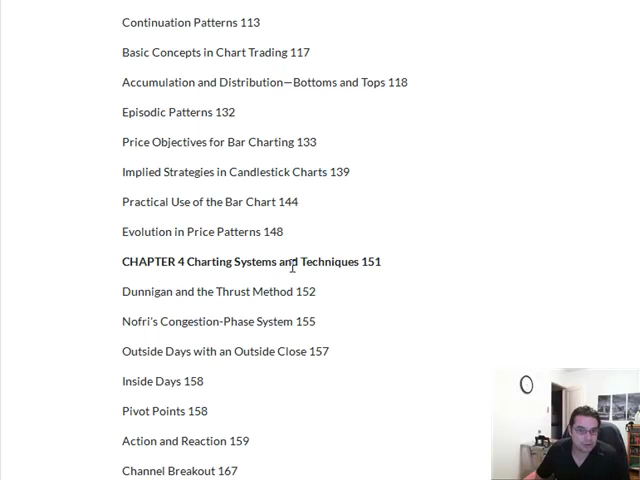 Continuation Patterns 113
Basic Concepts in Chart Trading 117
Accumulation and Distribution—Bottoms and Tops 118
Episodic Patterns 132
Price Objectives for Bar Charting 133
Implied Strategies in Candlestick Charts 139
Practical Use of the Bar Chart 144
Evolution in Price Patterns 148
CHAPTER 4 Charting Systems and Techniques 151
Dunnigan and the Thrust Method 152
Nofri's Congestion-Phase System 155
Outside Days with an Outside Close 157
Inside Days 158
Pivot Points 158
Action and Reaction 159
Channel Breakout 167